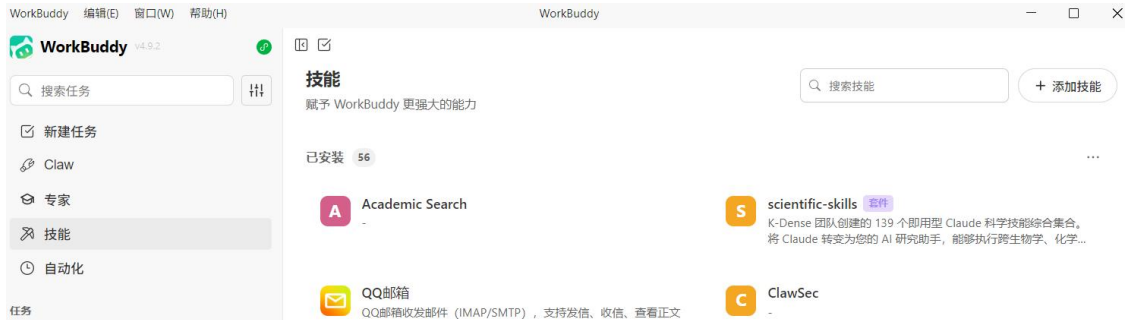 WorkBuddy 编辑(E) 窗口(W) 帮助(H) WorkBuddy
WorkBuddy v4.9.2
搜索任务
新建任务
Claw
专家
技能
自动化
任务
技能
赋予 WorkBuddy 更强大的能力
搜索技能
+ 添加技能
已安装 56
...
A
Academic Search
-
S
scientific-skills 套件
K-Dense 团队创建的 139 个即用型 Claude 科学技能综合集合。
将 Claude 转变为您的 AI 研究助手，能够执行跨生物学、化学...
QQ邮箱
QQ邮箱收发邮件（IMAP/SMTP），支持发信、收信、查看正文
C
ClawSec
-